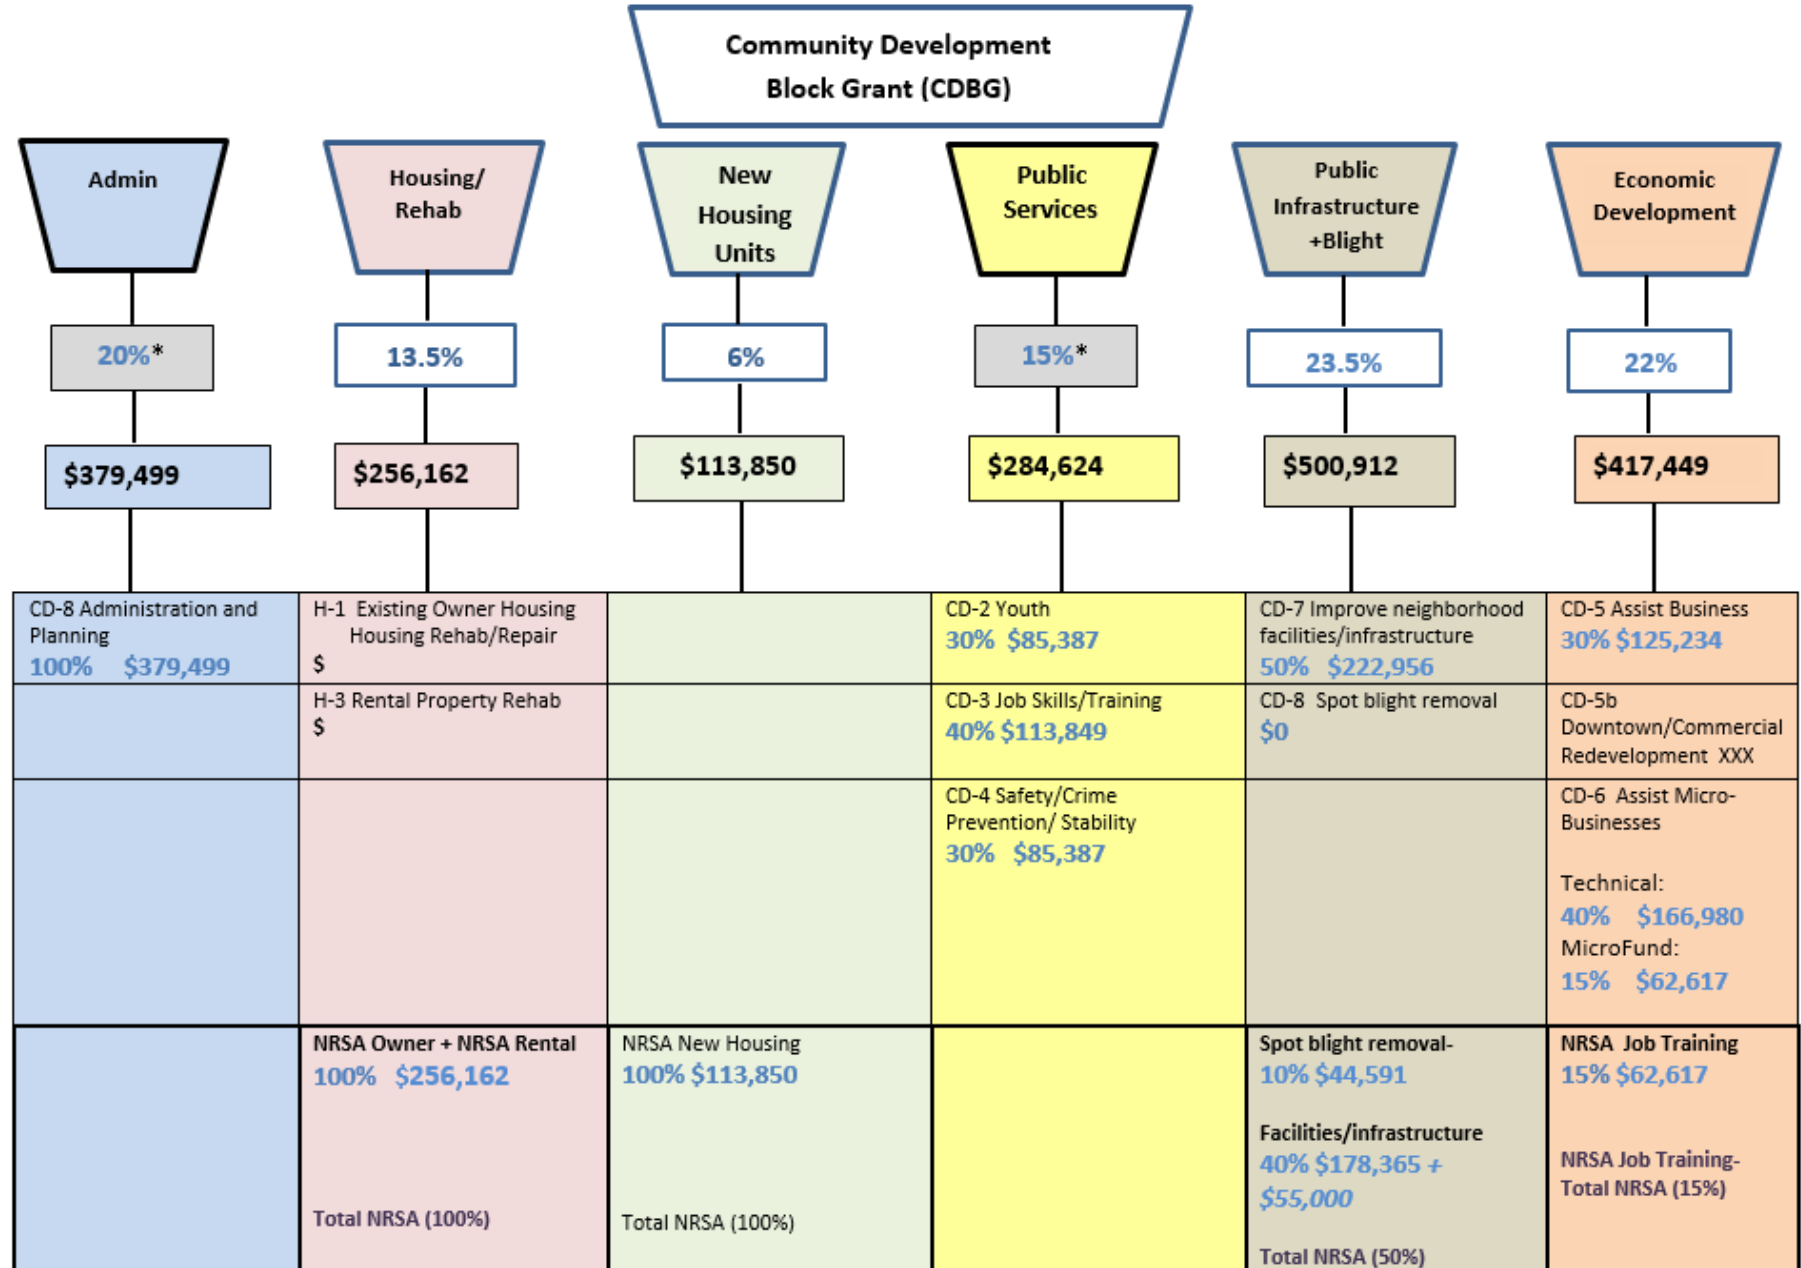 Community Development
Block Grant (CDBG)
Admin
Housing/
Rehab
New
Housing
Units
Public
Services
Public
Infrastructure
+Blight
Economic
Development
20%*
13.5%
6%
15%*
23.5%
22%
$379,499
$256,162
$113,850
$284,624
$500,912
$417,449
CD-8 Administration and
Planning
100% $379,499
H-1 Existing Owner Housing
Housing Rehab/Repair
$
CD-2 Youth
30% $85,387
CD-7 Improve neighborhood
facilities/infrastructure
50% $222,956
CD-5 Assist Business
30% $125,234
H-3 Rental Property Rehab
$
CD-3 Job Skills/Training
40% $113,849
CD-8 Spot blight removal
$0
CD-5b
Downtown/Commercial
Redevelopment XXX
CD-4 Safety/Crime
Prevention/ Stability
30% $85,387
CD-6 Assist Micro-
Businesses
Technical:
40% $166,980
MicroFund:
15% $62,617
NRSA Owner + NRSA Rental
100% $256,162
Total NRSA (100%)
NRSA New Housing
100% $113,850
Total NRSA (100%)
Spot blight removal-
10% $44,591
Facilities/infrastructure
40% $178,365 +
$55,000
Total NRSA (50%)
NRSA Job Training
15% $62,617
NRSA Job Training-
Total NRSA (15%)